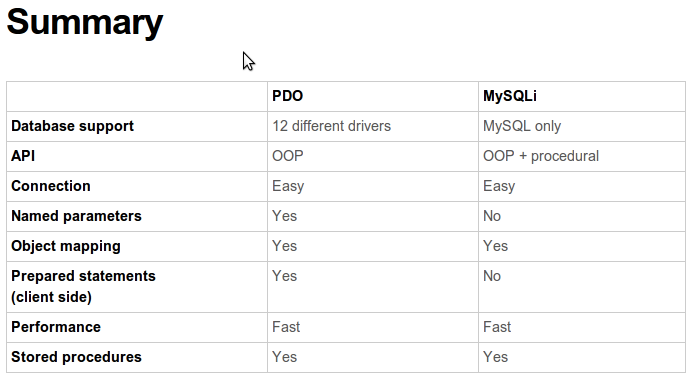 Summary
PDO MySQLi
Database support 12 different drivers MySQL only
API OOP OOP + procedural
Connection Easy Easy
Named parameters Yes No
Object mapping Yes Yes
Prepared statements Yes No
(client side)
Performance Fast Fast
Stored procedures Yes Yes